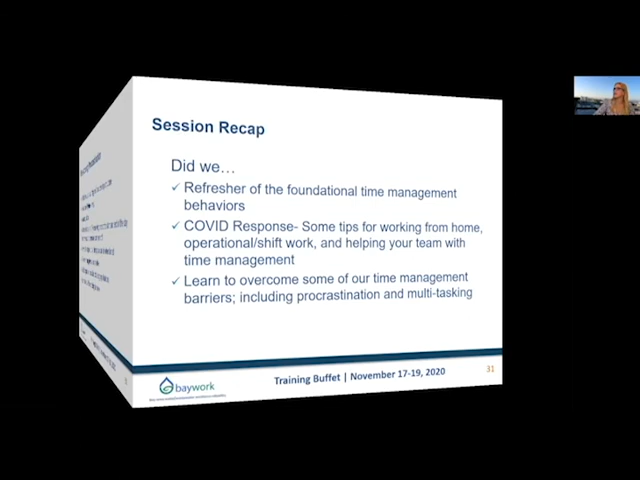 Session Recap
Did we…
✓ Refresher of the foundational time management
behaviors
✓ COVID Response- Some tips for working from home,
operational/shift work, and helping your team with
time management
✓ Learn to overcome some of our time management
barriers; including procrastination and multi-tasking
baywork
Training Buffet | November 17-19, 2020
31